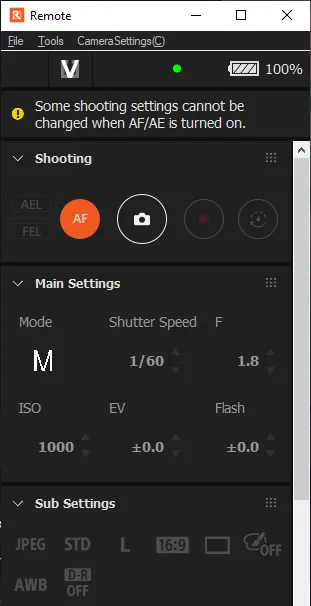 Remote
File Tools CameraSettings(C)
V 100%
Some shooting settings cannot be
changed when AF/AE is turned on.
Shooting
AEL
AF
FEL
Main Settings
Mode Shutter Speed F
M 1/60 1.8
ISO EV Flash
1000 ±0.0 ±0.0
Sub Settings
JPEG STD L 16:9 OFF
AWB D-R OFF